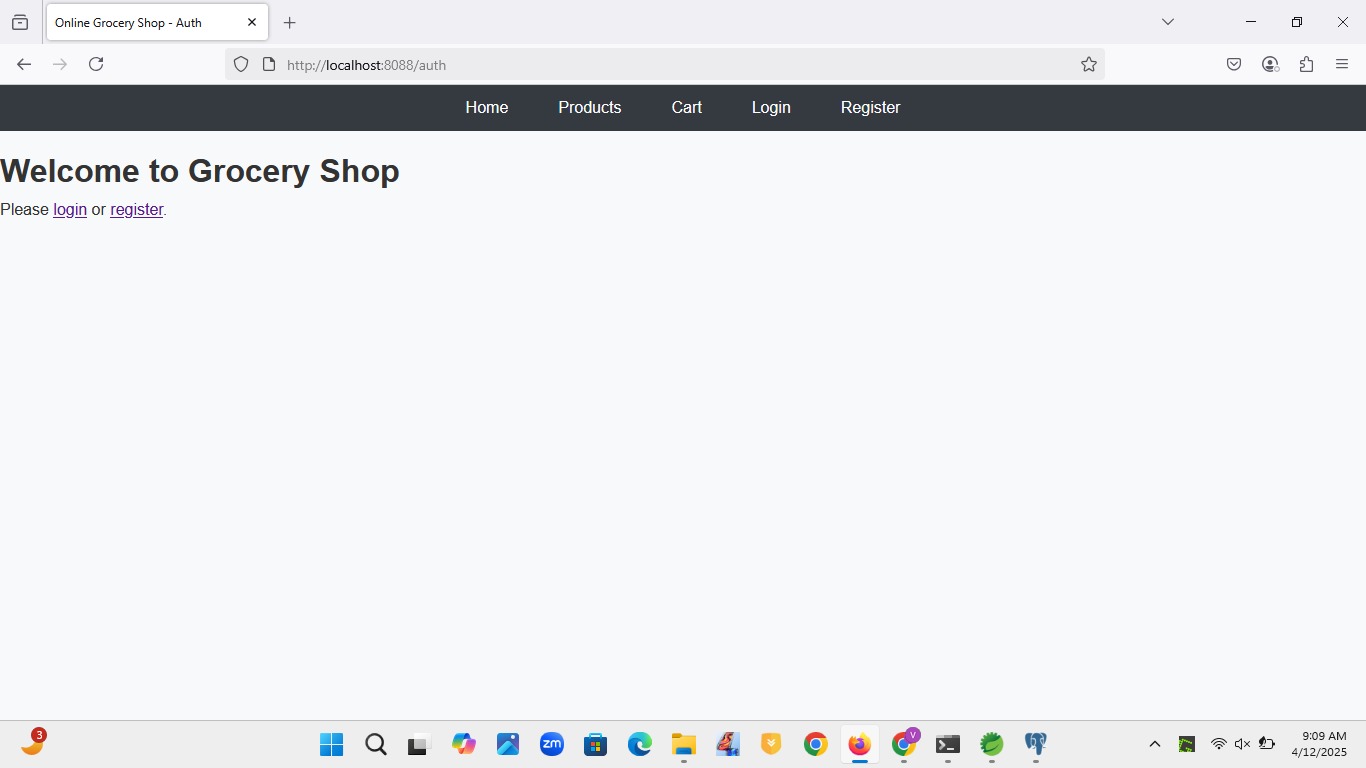 Online Grocery Shop - Auth
http://localhost:8088/auth
Home Products Cart Login Register
Welcome to Grocery Shop
Please login or register.
3
zm
V
9:09 AM
4/12/2025